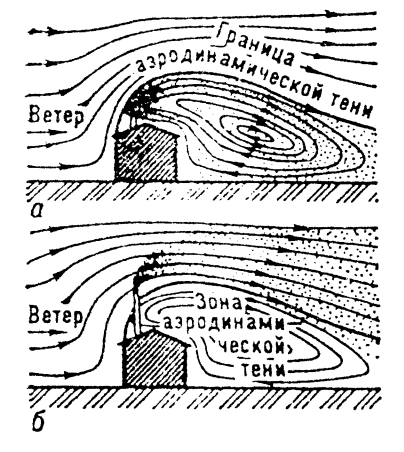 Граница
аэродинамической тени
Ветер
а
Ветер
Зона
аэродинами
ческой
тени
б